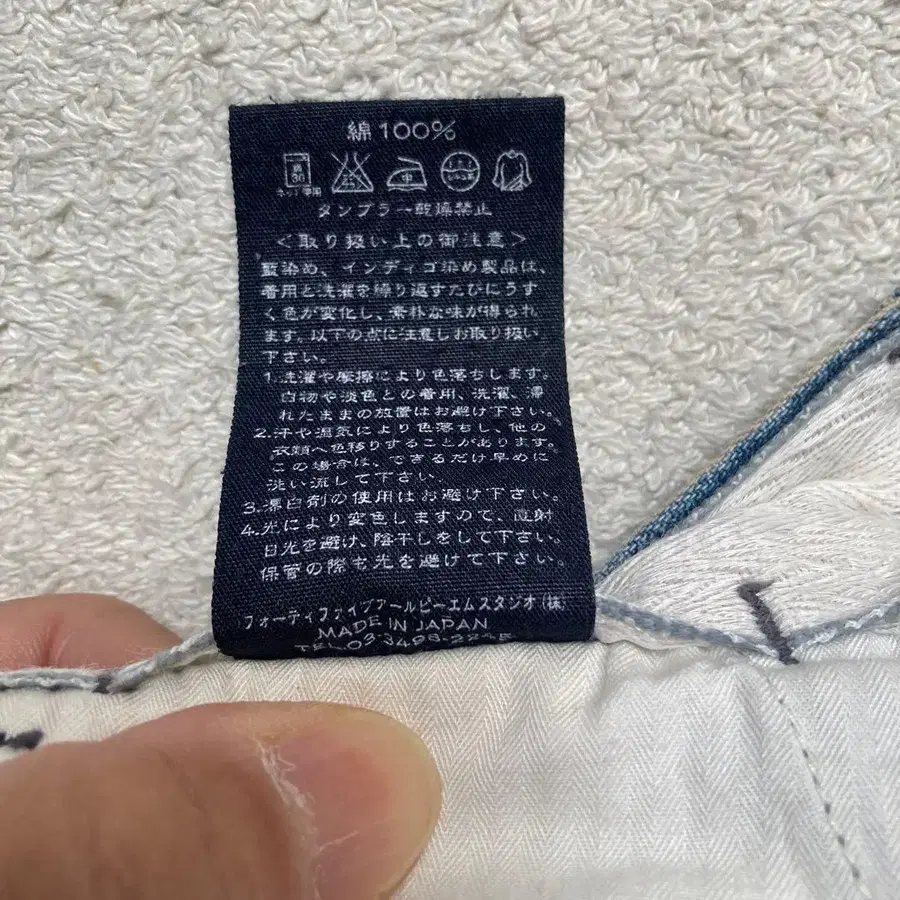 綿100%
弱
30
ネット使用
中
タンブラー乾燥禁止
<取り扱い上の御注意>
藍染め、インディゴ染め製品は、
着用と洗濯を繰り返すたびにうす
く色が変化し、素朴な味が得られ
ます。以下の点に注意しお取り扱い
下さい。
1.洗濯や摩擦により色落ちします。
白物や淡色との着用、洗濯、濡
れたままの放置はお避け下さい。
2.汗や湿気により色落ちし、他の
衣類へ色移りすることがあります。
この場合は、できるだけ早めに
洗い流して下さい。
3.漂白剤の使用はお避け下さい。
4.光により変色しますので、直射
日光を避け、陰干しをして下さい。
保管の際も光を避けて下さい。
フォーティファイブアールピーエムスタジオ(株)
MADE IN JAPAN
TEL.03-3498-2245